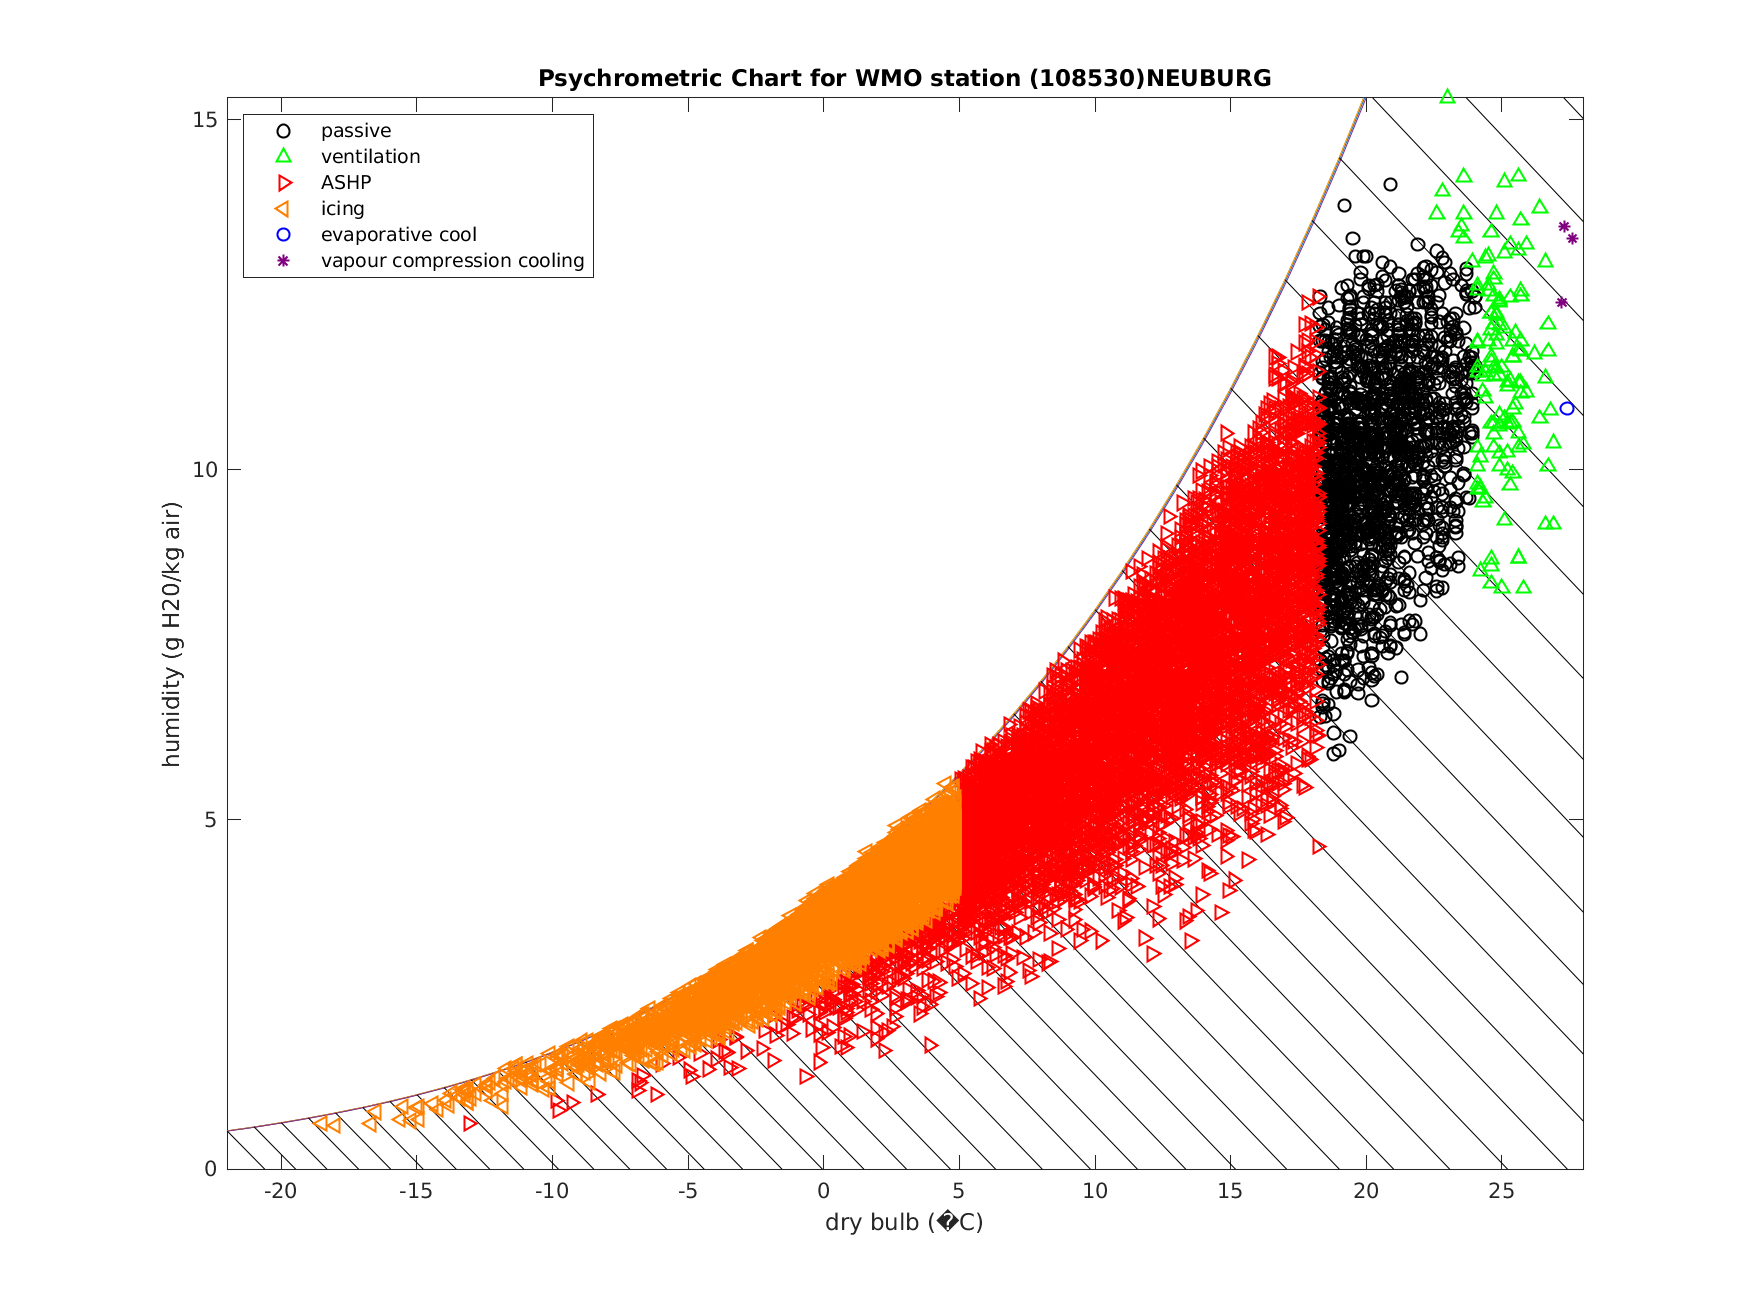 Psychrometric Chart for WMO station (108530)NEUBURG
passive
ventilation
ASHP
icing
evaporative cool
vapour compression cooling
humidity (g H20/kg air)
15
10
5
0
-20 -15 -10 -5 0 5 10 15 20 25
dry bulb (�C)